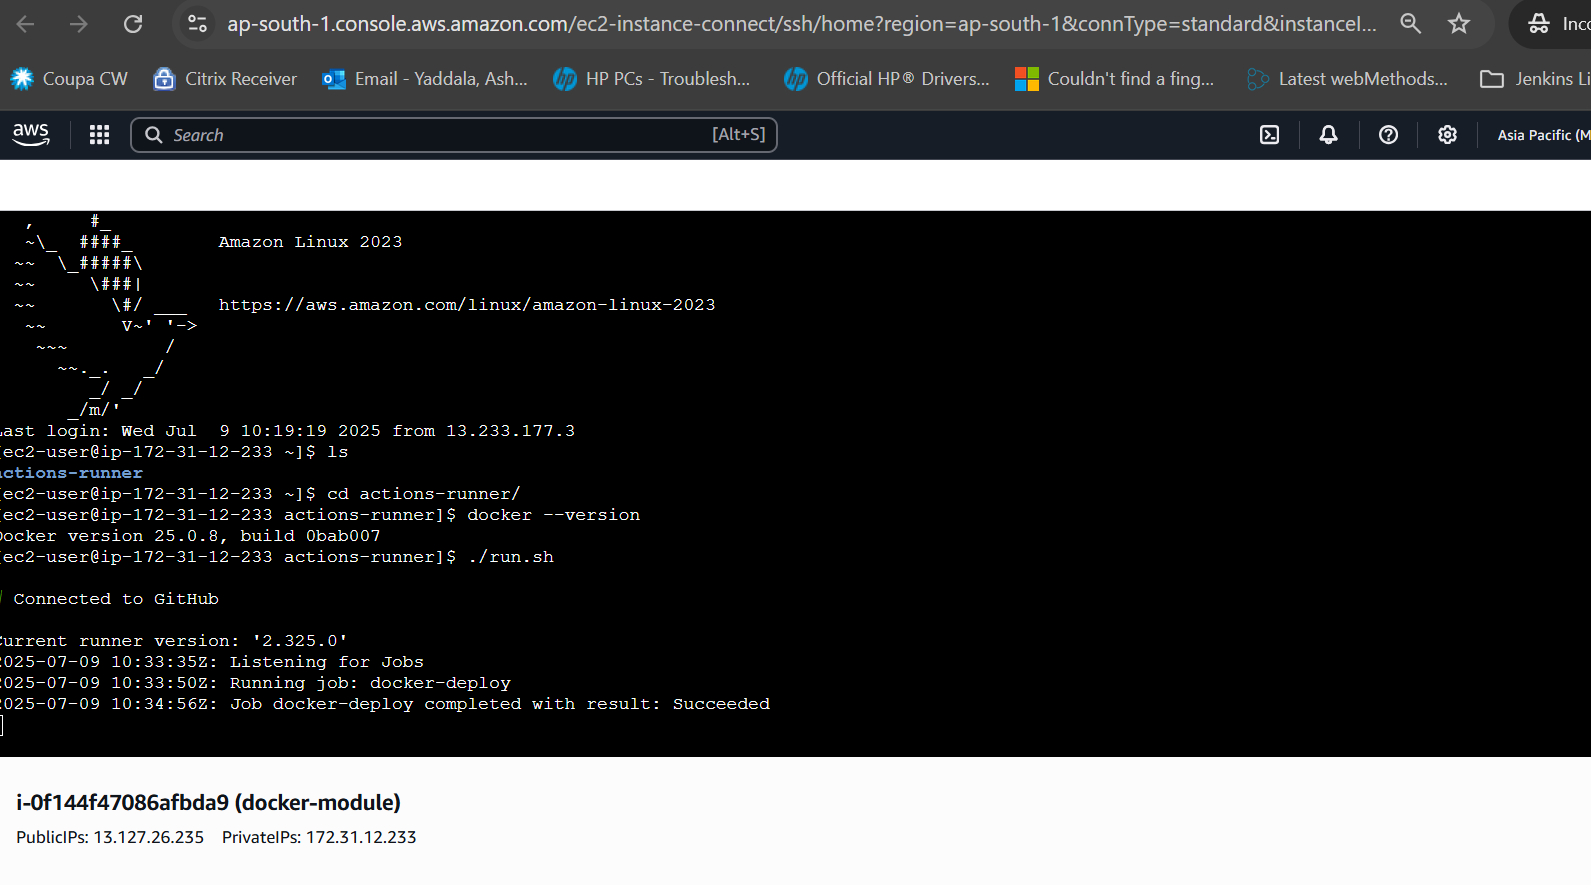 ap-south-1.console.aws.amazon.com/ec2-instance-connect/ssh/home?region=ap-south-1&connType=standard&instanceI...
Coupa CW Citrix Receiver Email - Yaddala, Ash... HP PCs - Troublesh... Official HP® Drivers... Couldn't find a fing... Latest webMethods... Jenkins Li
aws Search [Alt+S] Asia Pacific (M
   ,     #_
  ~\_  ####_        Amazon Linux 2023
 ~~  \_#####\
 ~~     \###|
 ~~       \#/ ___   https://aws.amazon.com/linux/amazon-linux-2023
  ~~       V~' '->
   ~~~         /
     ~~._.   _/
        _/ _/
      _/m/'
ast login: Wed Jul  9 10:19:19 2025 from 13.233.177.3
[ec2-user@ip-172-31-12-233 ~]$ ls
actions-runner
[ec2-user@ip-172-31-12-233 ~]$ cd actions-runner/
[ec2-user@ip-172-31-12-233 actions-runner]$ docker --version
Docker version 25.0.8, build 0bab007
[ec2-user@ip-172-31-12-233 actions-runner]$ ./run.sh
Connected to GitHub
Current runner version: '2.325.0'
2025-07-09 10:33:35Z: Listening for Jobs
2025-07-09 10:33:50Z: Running job: docker-deploy
2025-07-09 10:34:56Z: Job docker-deploy completed with result: Succeeded
i-0f144f47086afbda9 (docker-module)
PublicIPs: 13.127.26.235 PrivateIPs: 172.31.12.233